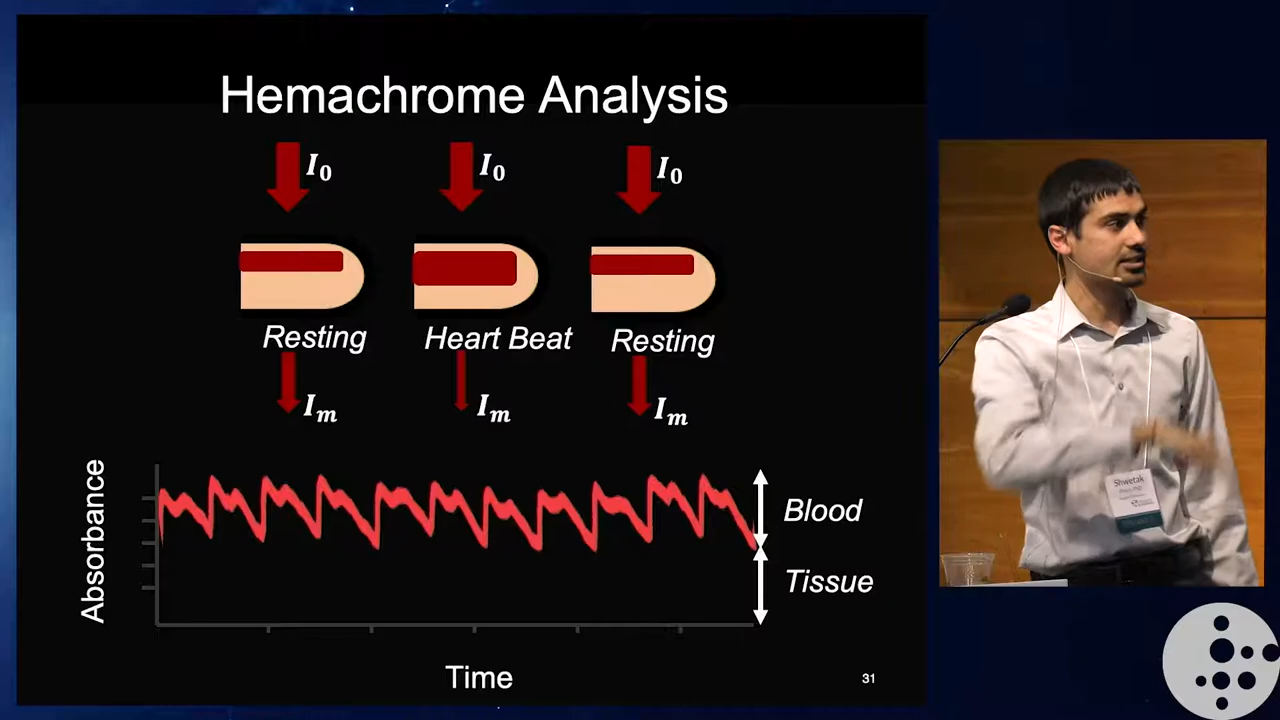 Hemachrome Analysis
I₀ I₀ I₀
Resting Heart Beat Resting
Iₘ Iₘ Iₘ
Absorbance
Blood
Tissue
Time
31
Shwetak